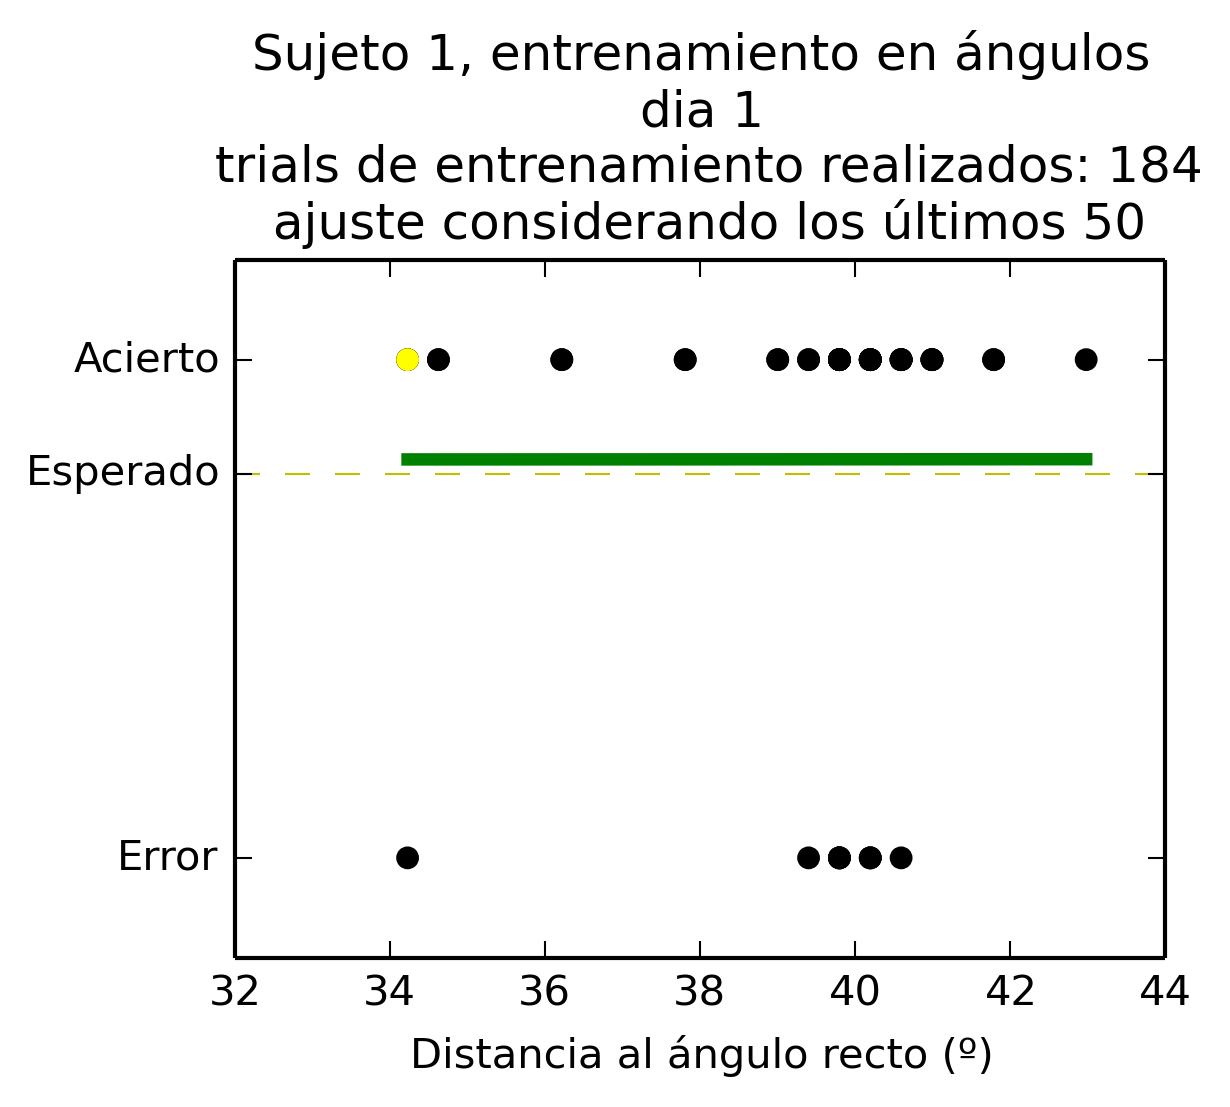 Sujeto 1, entrenamiento en ángulos
dia 1
trials de entrenamiento realizados: 184
ajuste considerando los últimos 50
Acierto
Esperado
Error
32 34 36 38 40 42 44
Distancia al ángulo recto (º)